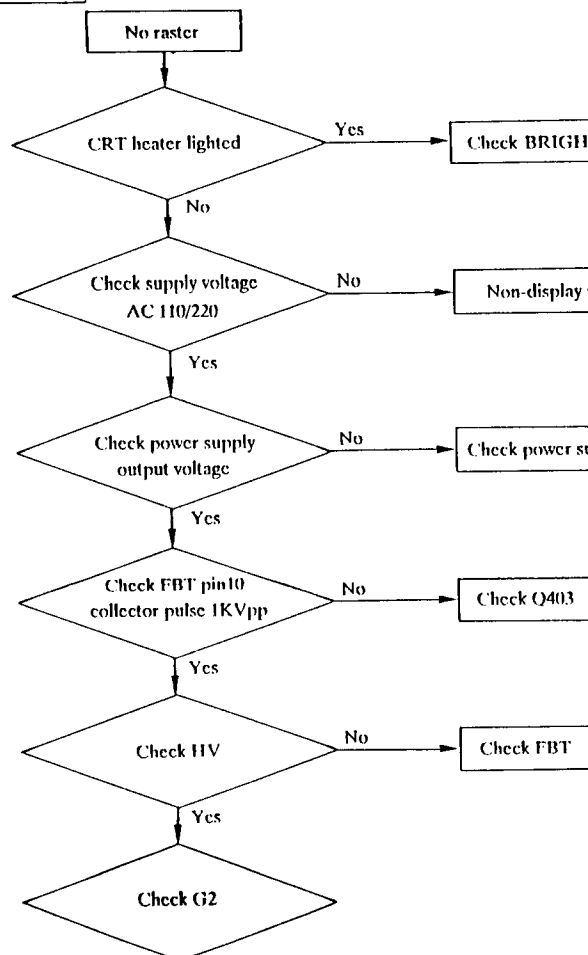 No raster
CRT heater lighted
Yes
Check BRIGH
No
Check supply voltage
AC 110/220
No
Non-display
Yes
Check power supply
output voltage
No
Check power su
Yes
Check FBT pin10
collector pulse 1KVpp
No
Check Q403
Yes
Check HV
No
Check FBT
Yes
Check G2